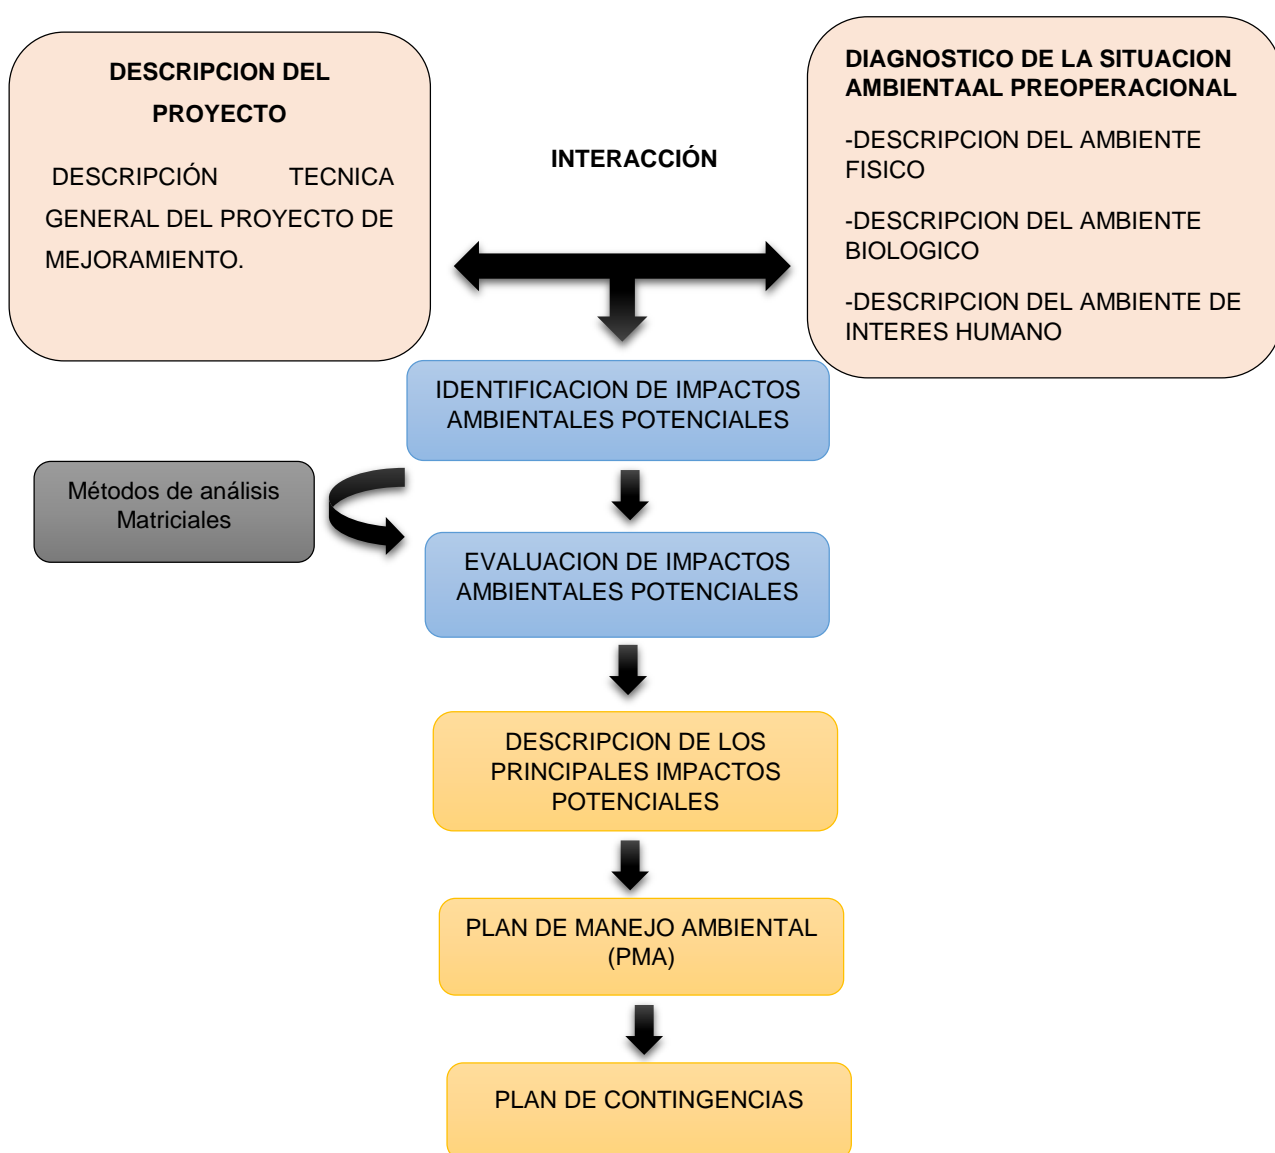 DESCRIPCION DEL
PROYECTO
DESCRIPCIÓN TECNICA
GENERAL DEL PROYECTO DE
MEJORAMIENTO.
INTERACCIÓN
DIAGNOSTICO DE LA SITUACION
AMBIENTAAL PREOPERACIONAL
-DESCRIPCION DEL AMBIENTE
FISICO
-DESCRIPCION DEL AMBIENTE
BIOLOGICO
-DESCRIPCION DEL AMBIENTE DE
INTERES HUMANO
IDENTIFICACION DE IMPACTOS
AMBIENTALES POTENCIALES
Métodos de análisis
Matriciales
EVALUACION DE IMPACTOS
AMBIENTALES POTENCIALES
DESCRIPCION DE LOS
PRINCIPALES IMPACTOS
POTENCIALES
PLAN DE MANEJO AMBIENTAL
(PMA)
PLAN DE CONTINGENCIAS